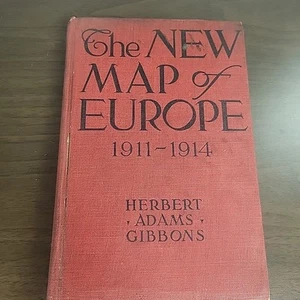 The NEW
MAP of
EUROPE
1911-1914
HERBERT
· ADAMS ·
GIBBONS